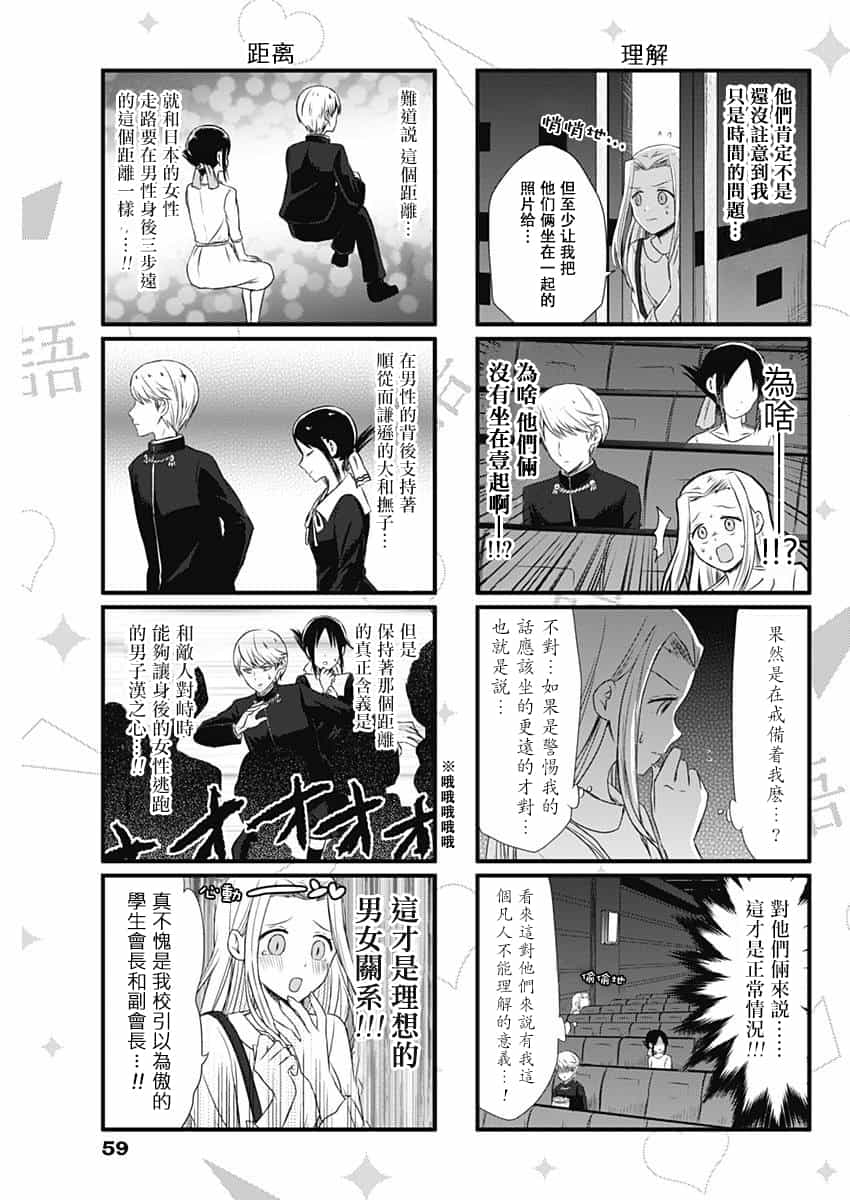 理解
他們肯定不是
還沒註意到我
只是時間的問題…
悄悄地…
但至少让我把
他们俩坐在一起的
照片给…
為啥
——!!?
為啥他們倆
沒有坐在壹起啊—!!?
果然是在戒備着我麽…?
不對…如果是警惕我的
話應該坐的更遠的才對…
也就是說…
對他們倆來說……
這才是正常情況!!!
偷偷地
看來這對他們來說有我這
個凡人不能理解的意義…!
距离
難道説 這個距離…
就和日本的女性
走路要在男性身後三步遠
的這個距離一樣
……!!
在男性的背後支持著
順從而謙遜的大和撫子…
但是
保持著那個距離
的真正含義是
和敵人對峙時
能夠讓身後的女性逃跑
的男子漢之心…!!
オオオオ
※哦哦哦哦哦
心動
這才是理想的
男女關系!!!
真不愧是我校引以為傲的
學生會長和副會長…!!
59
語